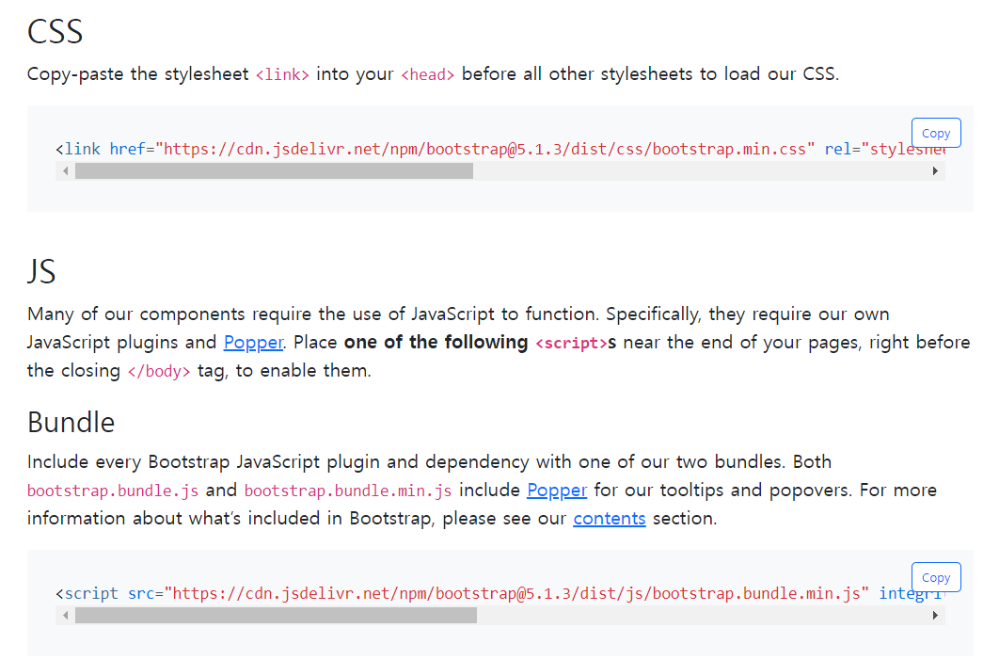 CSS
Copy-paste the stylesheet <link> into your <head> before all other stylesheets to load our CSS.
Copy
<link href="https://cdn.jsdelivr.net/npm/bootstrap@5.1.3/dist/css/bootstrap.min.css" rel="styleshe
JS
Many of our components require the use of JavaScript to function. Specifically, they require our own
JavaScript plugins and Popper. Place one of the following <script>s near the end of your pages, right before
the closing </body> tag, to enable them.
Bundle
Include every Bootstrap JavaScript plugin and dependency with one of our two bundles. Both
bootstrap.bundle.js and bootstrap.bundle.min.js include Popper for our tooltips and popovers. For more
information about what's included in Bootstrap, please see our contents section.
Copy
<script src="https://cdn.jsdelivr.net/npm/bootstrap@5.1.3/dist/js/bootstrap.bundle.min.js" integri